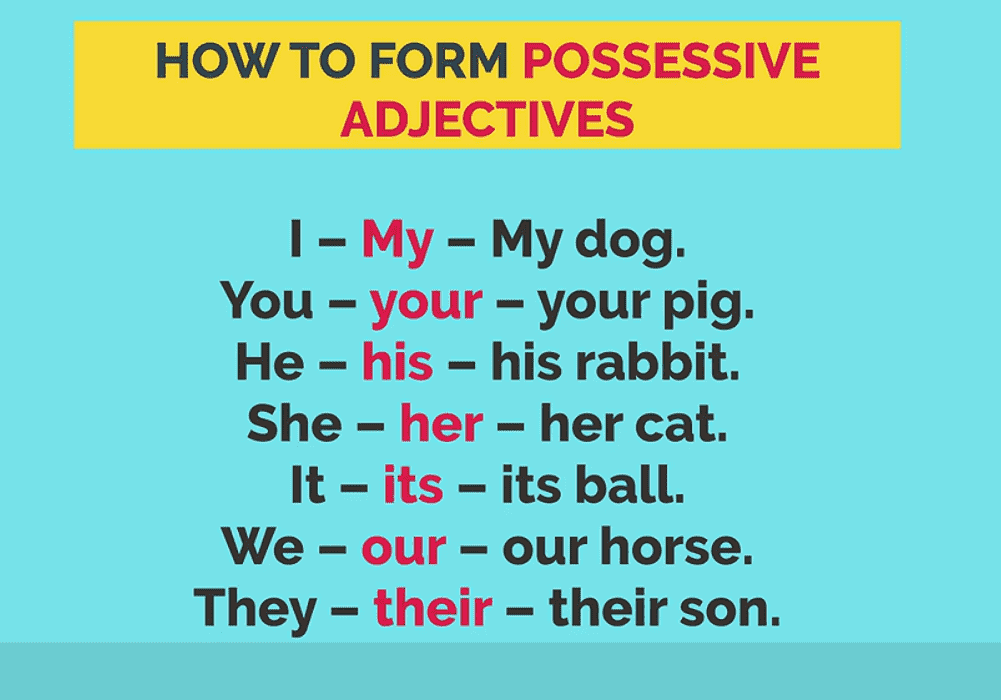 HOW TO FORM POSSESSIVE
ADJECTIVES
I – My – My dog.
You – your – your pig.
He – his – his rabbit.
She – her – her cat.
It – its – its ball.
We – our – our horse.
They – their – their son.